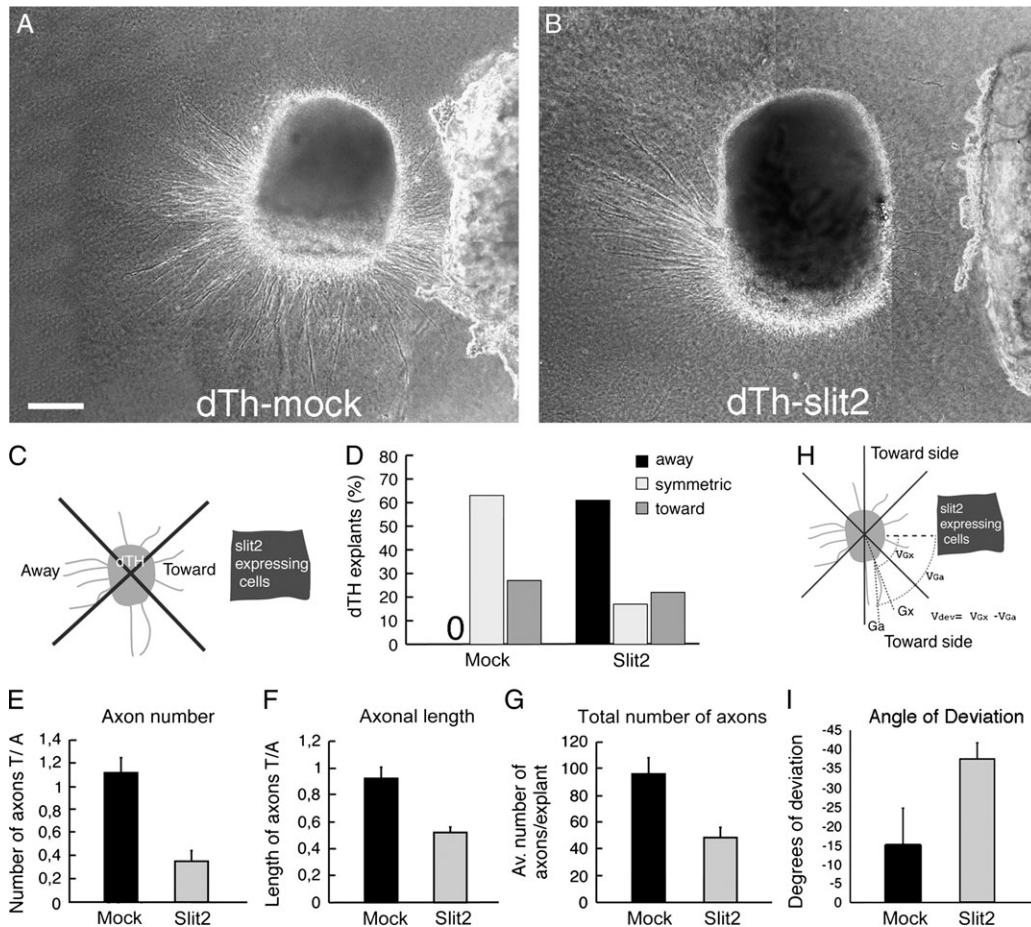 A
dTh-mock
B
dTh-slit2
C
Away
dTH
Toward
slit2
expressing
cells
D
dTH explants (%)
80
70
60
50
40
30
20
10
0
0
Mock
Slit2
away
symmetric
toward
H
Toward side
slit2
expressing
cells
VGx
VGa
Gx
Ga
Vdev= VGx -VGa
Toward side
E
Axon number
Number of axons T/ A
1,4
1,2
1
0,8
0,6
0,4
0,2
0
Mock
Slit2
F
Axonal length
Length of axons T/A
1,2
1
0,8
0,6
0,4
0,2
0
Mock
Slit2
G
Total number of axons
Av. number of
axons/explant
120
100
80
60
40
20
0
Mock
Slit2
I
Angle of Deviation
Degrees of deviation
-45
-40
-35
-30
-25
-20
-15
-10
-5
0
Mock
Slit2